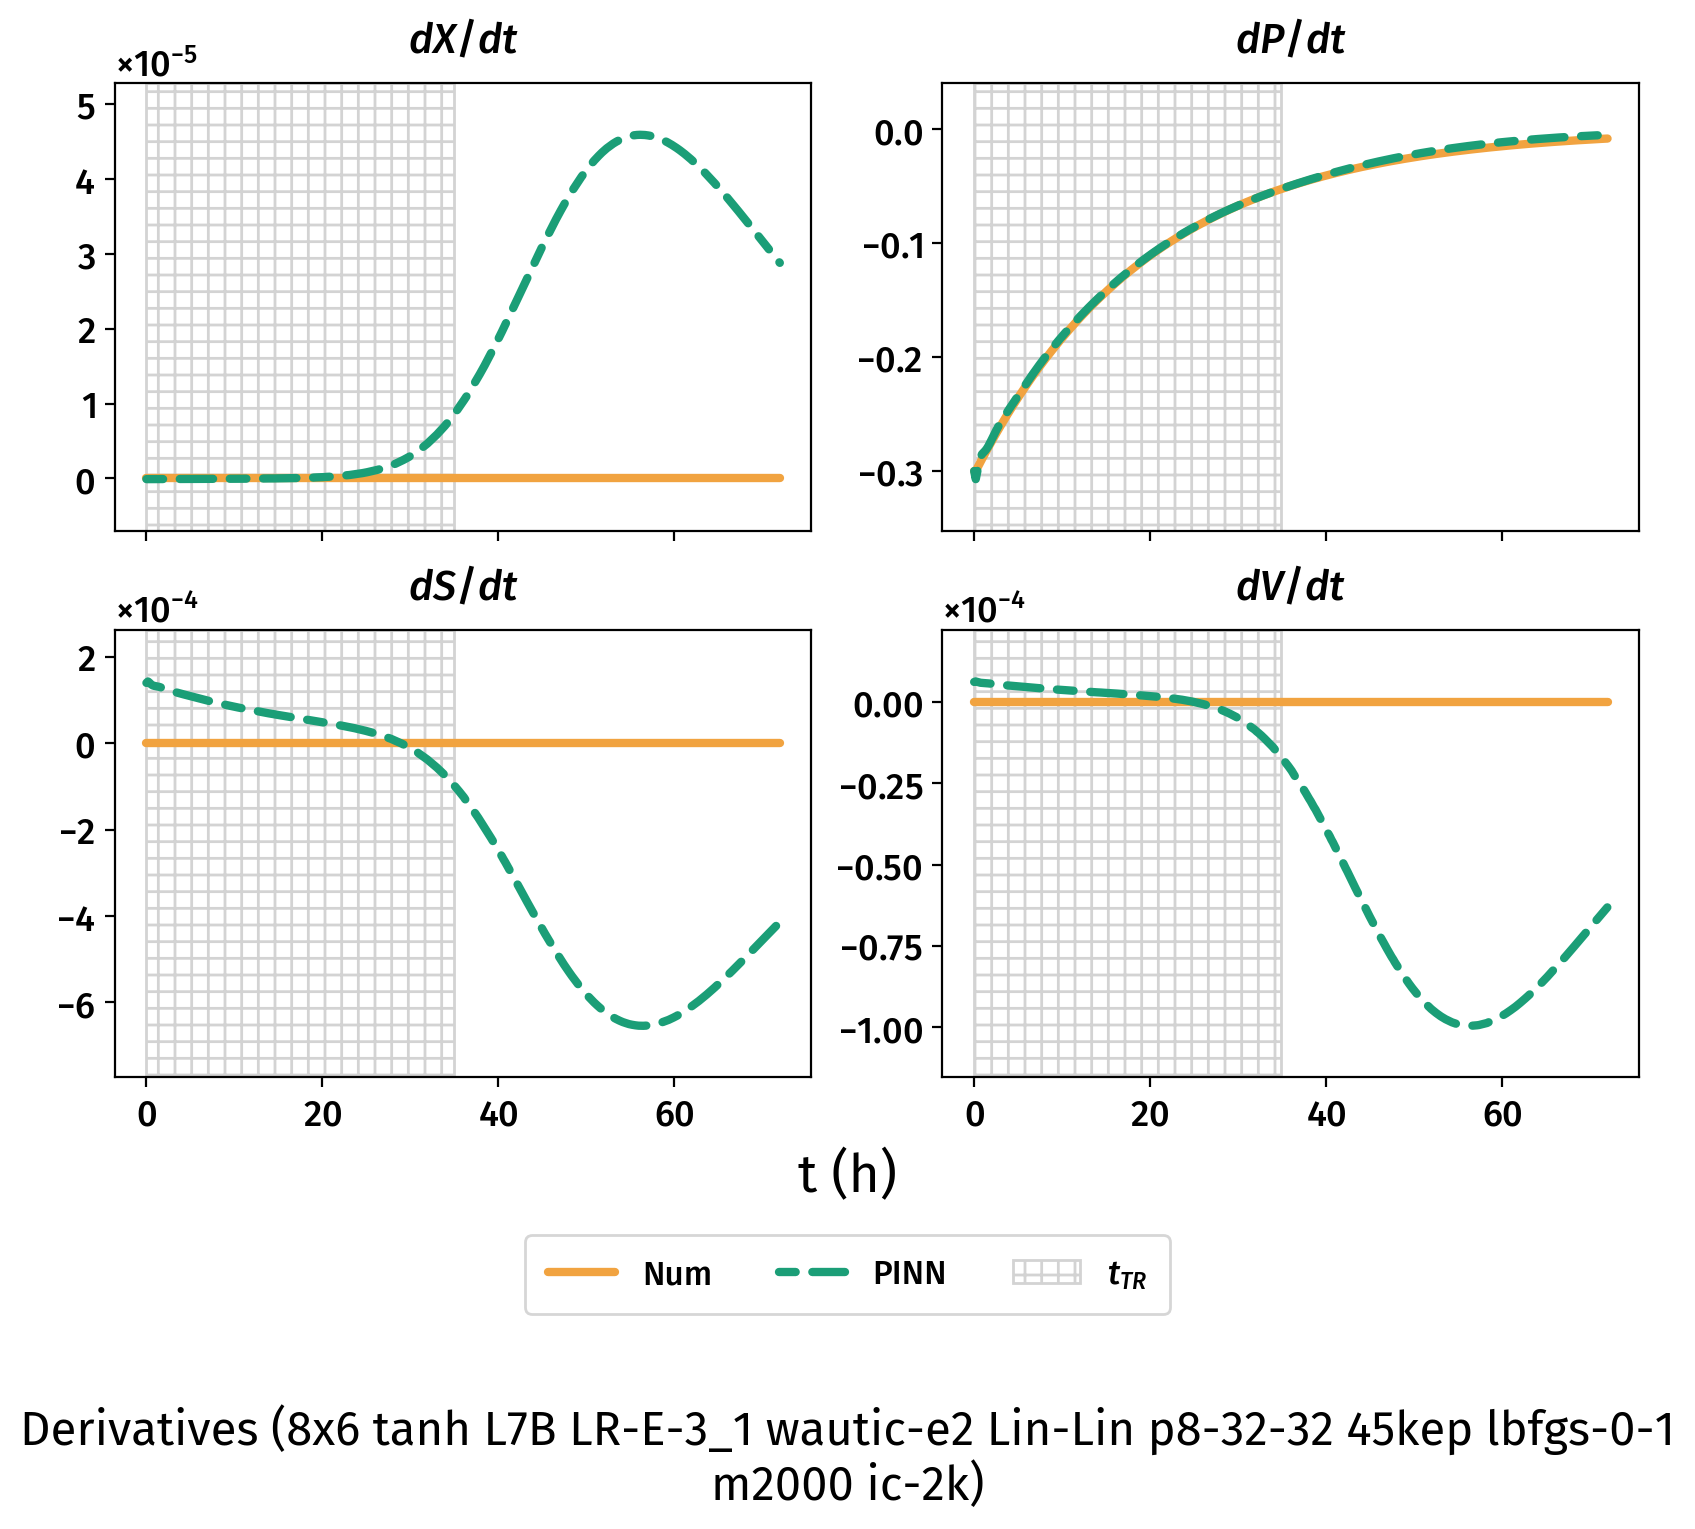 dX/dt
×10⁻⁵
5
4
3
2
1
0
dP/dt
0.0
−0.1
−0.2
−0.3
dS/dt
×10⁻⁴
2
0
−2
−4
−6
0 20 40 60
dV/dt
×10⁻⁴
0.00
−0.25
−0.50
−0.75
−1.00
0 20 40 60
t (h)
Num PINN t_TR
Derivatives (8x6 tanh L7B LR-E-3_1 wautic-e2 Lin-Lin p8-32-32 45kep lbfgs-0-1
m2000 ic-2k)